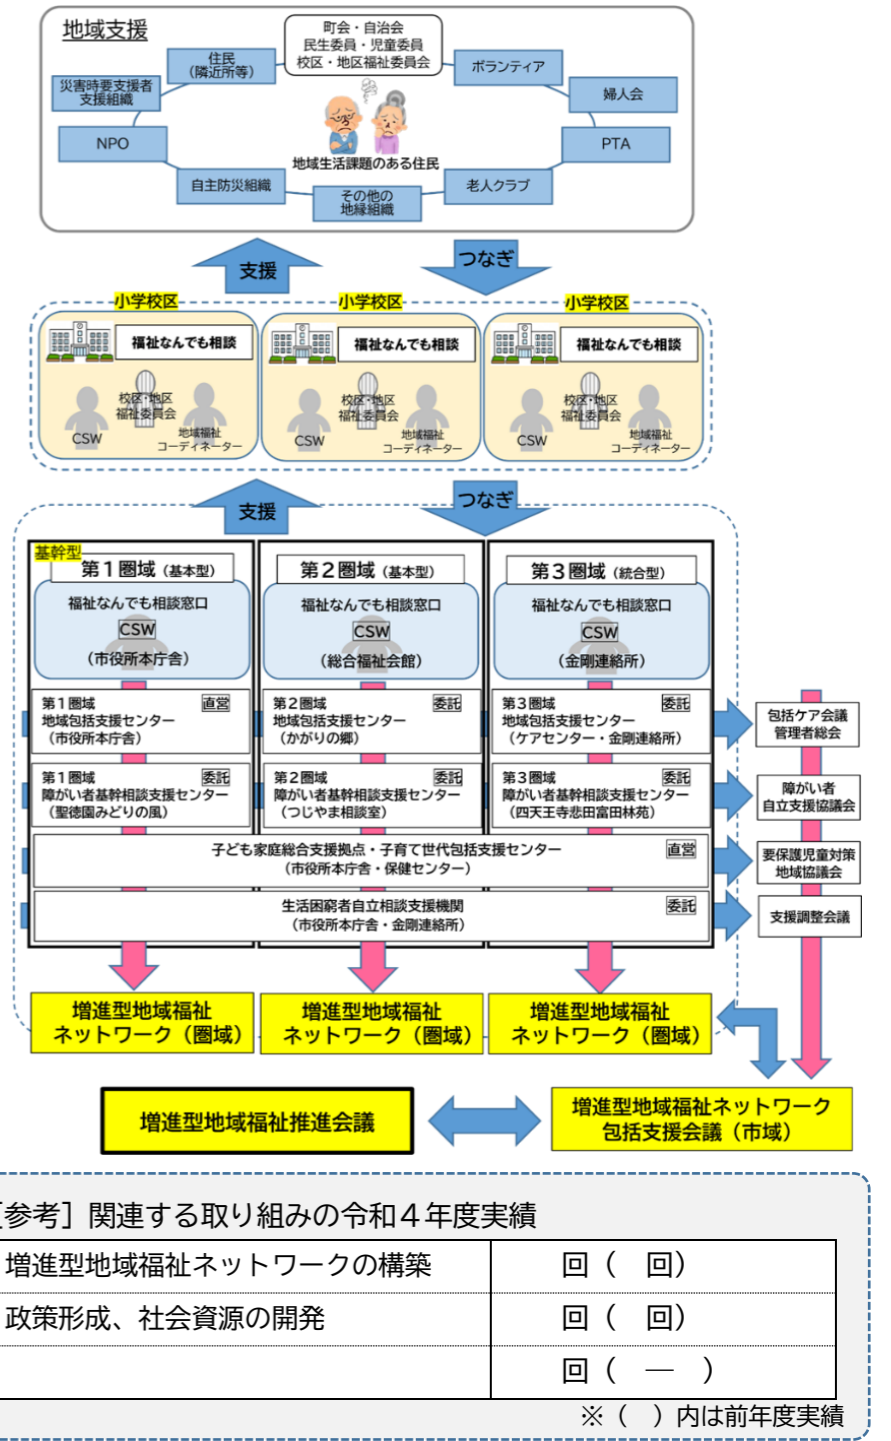 地域支援
町会・自治会
民生委員・児童委員
校区・地区福祉委員会
住民
（隣近所等）
ボランティア
災害時要支援者
支援組織
婦人会
NPO
PTA
地域生活課題のある住民
自主防災組織
その他の
地縁組織
老人クラブ
支援
つなぎ
小学校区
小学校区
小学校区
福祉なんでも相談
福祉なんでも相談
福祉なんでも相談
CSW
校区・地区
福祉委員会
地域福祉
コーディネーター
CSW
校区・地区
福祉委員会
地域福祉
コーディネーター
CSW
校区・地区
福祉委員会
地域福祉
コーディネーター
支援
つなぎ
基幹型
第１圏域（基本型）
第２圏域（基本型）
第３圏域（統合型）
福祉なんでも相談窓口
CSW
（市役所本庁舎）
福祉なんでも相談窓口
CSW
（総合福祉会館）
福祉なんでも相談窓口
CSW
（金剛連絡所）
第１圏域 直営
地域包括支援センター
（市役所本庁舎）
第２圏域 委託
地域包括支援センター
（かがりの郷）
第３圏域 委託
地域包括支援センター
（ケアセンター・金剛連絡所）
包括ケア会議
管理者総会
第１圏域 委託
障がい者基幹相談支援センター
（聖徳園みどりの風）
第２圏域 委託
障がい者基幹相談支援センター
（つじやま相談室）
第３圏域 委託
障がい者基幹相談支援センター
（四天王寺悲田富田林苑）
障がい者
自立支援協議会
子ども家庭総合支援拠点・子育て世代包括支援センター 直営
（市役所本庁舎・保健センター）
要保護児童対策
地域協議会
生活困窮者自立相談支援機関 委託
（市役所本庁舎・金剛連絡所）
支援調整会議
増進型地域福祉
ネットワーク（圏域）
増進型地域福祉
ネットワーク（圏域）
増進型地域福祉
ネットワーク（圏域）
増進型地域福祉推進会議
増進型地域福祉ネットワーク
包括支援会議（市域）
［参考］関連する取り組みの令和４年度実績
増進型地域福祉ネットワークの構築 回（　回）
政策形成、社会資源の開発 回（　回）
回（　―　）
※（　）内は前年度実績